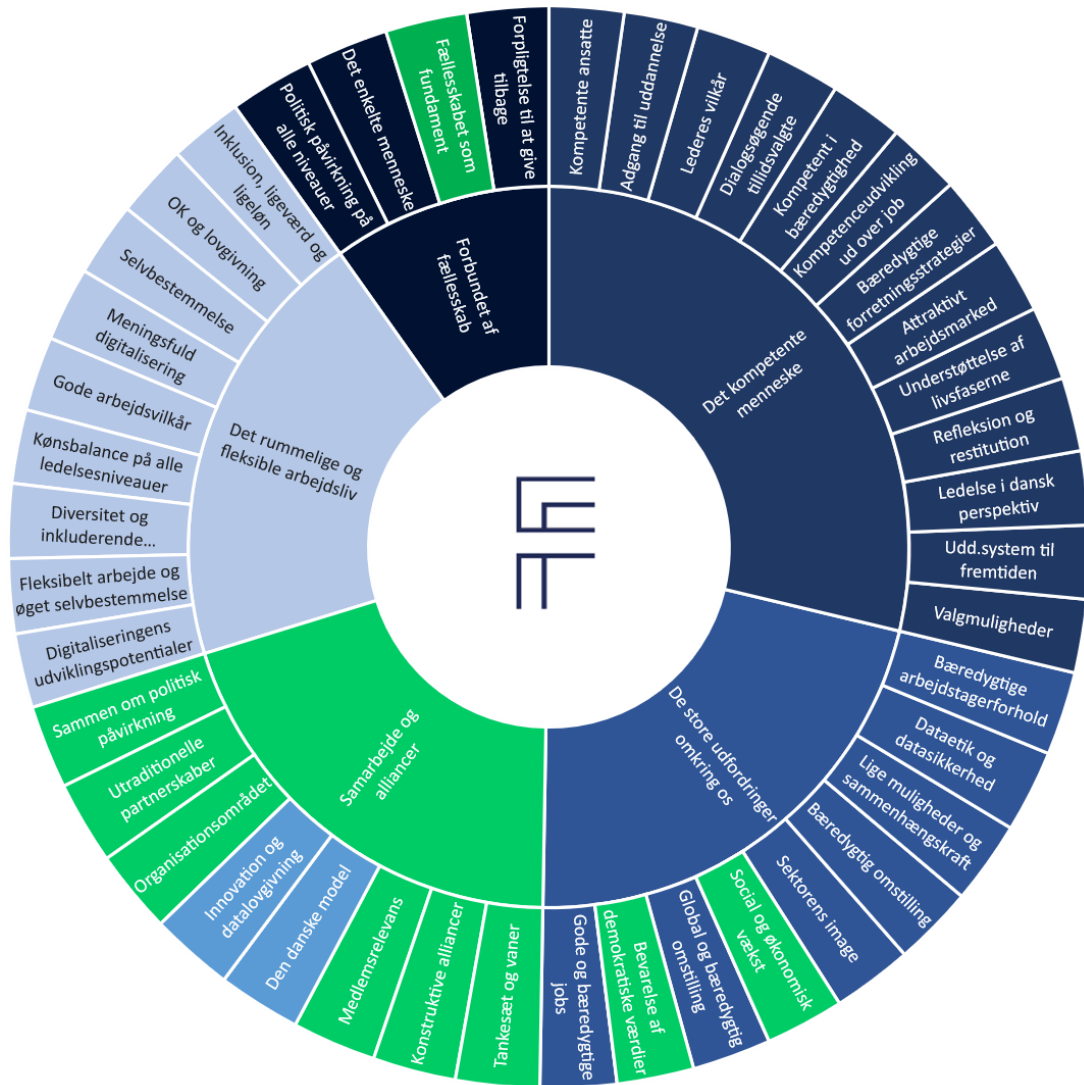 Forbundet af
fællesskab
Politisk påvirkning på
alle niveauer
Det enkelte menneske
Fællesskabet som
fundament
Forpligtelse til at give
tilbage
Det kompetente
menneske
Kompetente ansatte
Adgang til uddannelse
Lederes vilkår
Dialogsøgende
tillidsvalgte
Kompetent i
bæredygtighed
Kompetenceudvikling
ud over job
Bæredygtige
forretningsstrategier
Attraktivt
arbejdsmarked
Understøttelse af
livsfaserne
Refleksion og
restitution
Ledelse i dansk
perspektiv
Udd.system til
fremtiden
Valgmuligheder
De store udfordringer
omkring os
Bæredygtige
arbejdstagerforhold
Dataetik og
datasikkerhed
Lige muligheder og
sammenhængskraft
Bæredygtig omstilling
Sektorens image
Social og økonomisk
vækst
Global og bæredygtig
omstilling
Bevarelse af
demokratiske værdier
Gode og bæredygtige
jobs
Samarbejde og
alliancer
Tankesæt og vaner
Konstruktive alliancer
Medlemsrelevans
Den danske model
Innovation og
datalovgivning
Organisationsområdet
Utraditionelle
partnerskaber
Sammen om politisk
påvirkning
Det rummelige og
fleksible arbejdsliv
Digitaliseringens
udviklingspotentialer
Fleksibelt arbejde og
øget selvbestemmelse
Diversitet og
inkluderende...
Kønsbalance på alle
ledelsesniveauer
Gode arbejdsvilkår
Meningsfuld
digitalisering
Selvbestemmelse
OK og lovgivning
Inklusion, ligeværd og
ligeløn